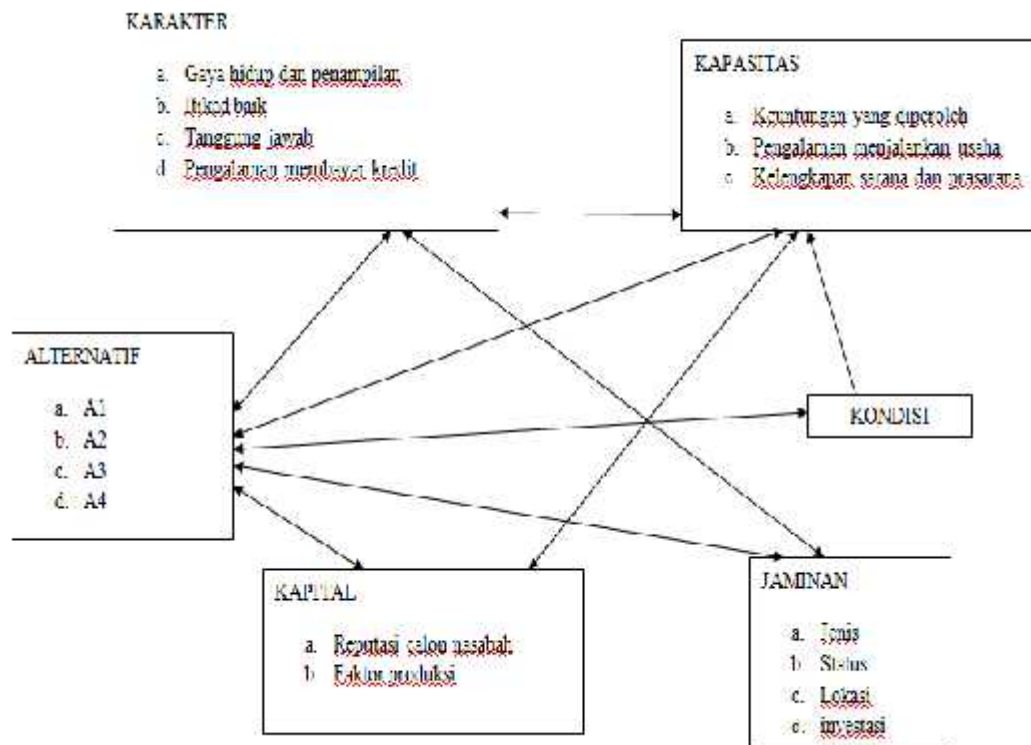 KARAKTER
a. Gaya hidup dan penampilan
b. Itikad baik
c. Tanggung jawab
d. Pengalaman membayar kredit
KAPASITAS
a. Keuntungan yang diperoleh
b. Pengalaman menjalankan usaha
c. Kelengkapan sarana dan prasarana
ALTERNATIF
a. A1
b. A2
c. A3
d. A4
KONDISI
KAPITAL
a. Reputasi calon nasabah
b. Faktor produksi
JAMINAN
a. Jenis
b. Status
c. Lokasi
d. investasi